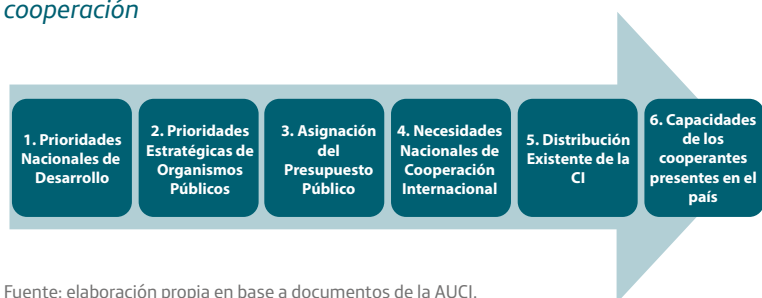 cooperación
1. Prioridades
Nacionales de
Desarrollo
2. Prioridades
Estratégicas de
Organismos
Públicos
3. Asignación
del
Presupuesto
Público
4. Necesidades
Nacionales de
Cooperación
Internacional
5. Distribución
Existente de la
CI
6. Capacidades
de los
cooperantes
presentes en el
país
Fuente: elaboración propia en base a documentos de la AUCI.